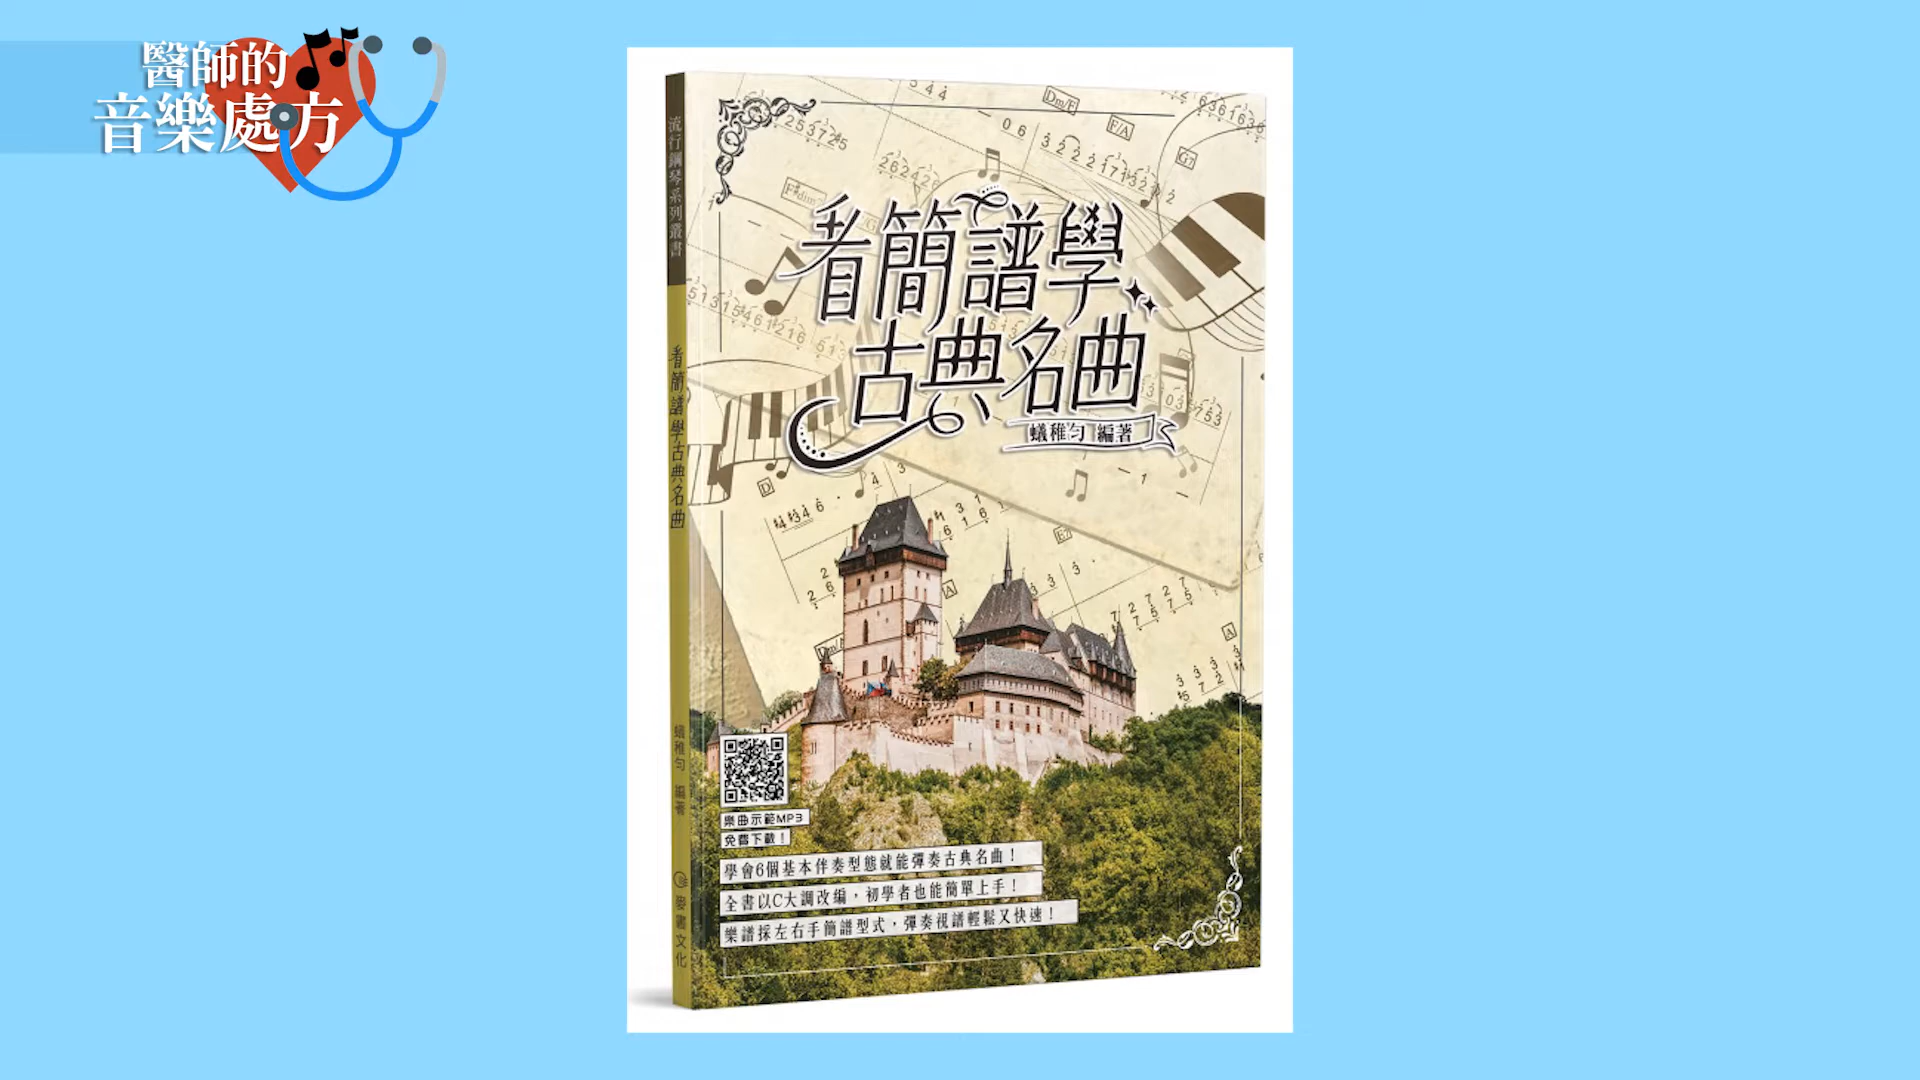 醫師的
音樂處方
流行鋼琴系列叢書
看簡譜學古典名曲
蟻稚勻 編著
麥書文化
看簡譜學
古典名曲
蟻稚勻 編著
樂曲示範MP3
免費下載！
學會6個基本伴奏型態就能彈奏古典名曲！
全書以C大調改編，初學者也能簡單上手！
樂譜採左右手簡譜型式，彈奏視譜輕鬆又快速！